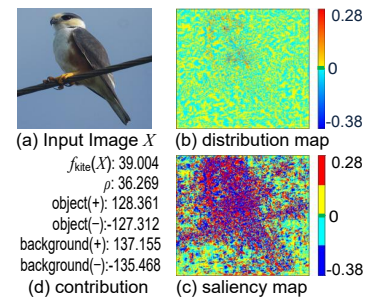 0.28
0
-0.38
(a) Input Image X
(b) distribution map
f_kite(X): 39.004
ρ: 36.269
object(+): 128.361
object(−):-127.312
background(+): 137.155
background(−):-135.468
(d) contribution
0.28
0
-0.38
(c) saliency map